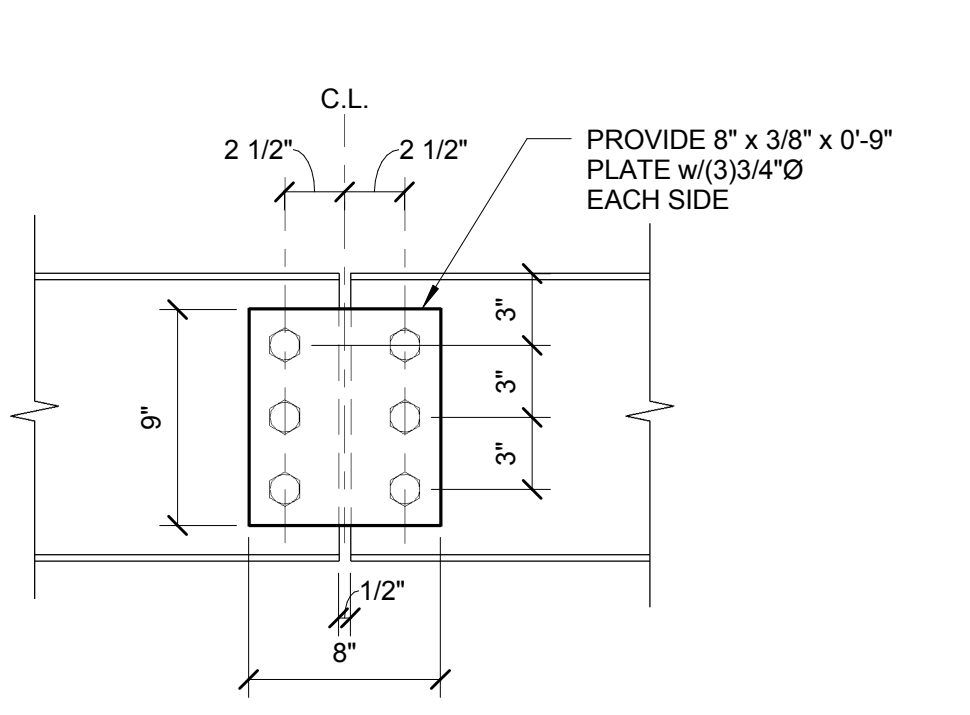 C.L.
2 1/2"
2 1/2"
PROVIDE 8" x 3/8" x 0'-9"
PLATE w/(3)3/4"Ø
EACH SIDE
3"
3"
9"
3"
1/2"
8"